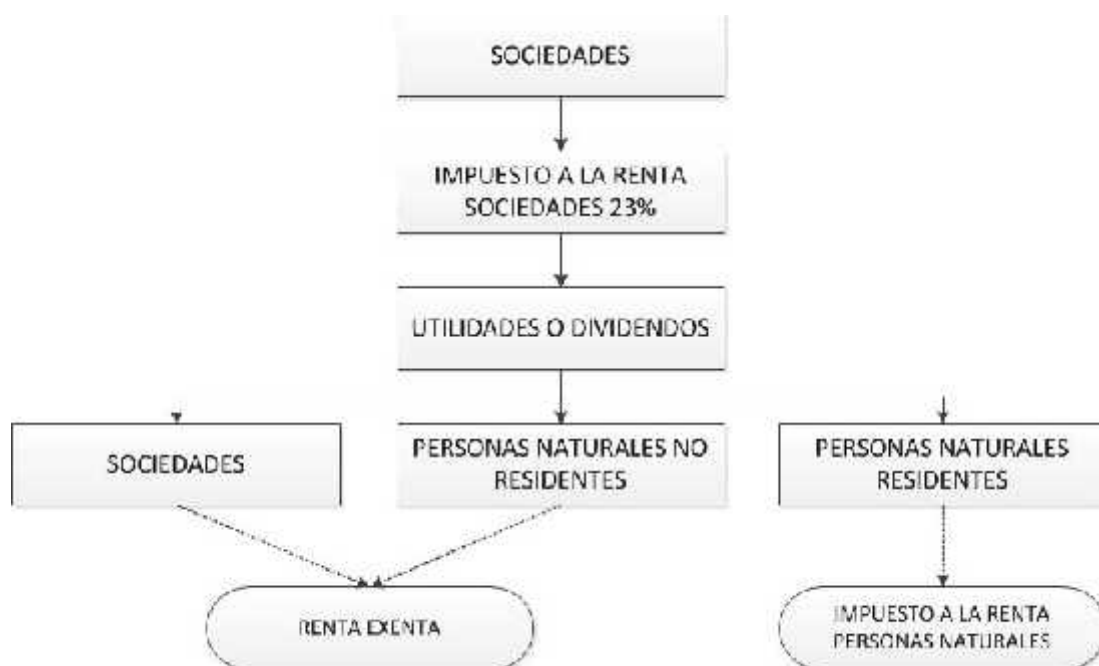 SOCIEDADES
IMPUESTO A LA RENTA
SOCIEDADES 23%
UTILIDADES O DIVIDENDOS
SOCIEDADES
PERSONAS NATURALES NO
RESIDENTES
PERSONAS NATURALES
RESIDENTES
RENTA EXENTA
IMPUESTO A LA RENTA
PERSONAS NATURALES